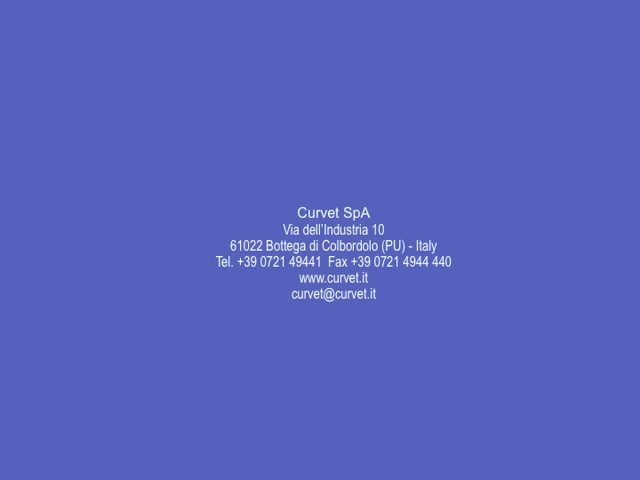 Curvet SpA
Via dell'Industria 10
61022 Bottega di Colbordolo (PU) - Italy
Tel. +39 0721 49441  Fax +39 0721 4944 440
www.curvet.it
curvet@curvet.it